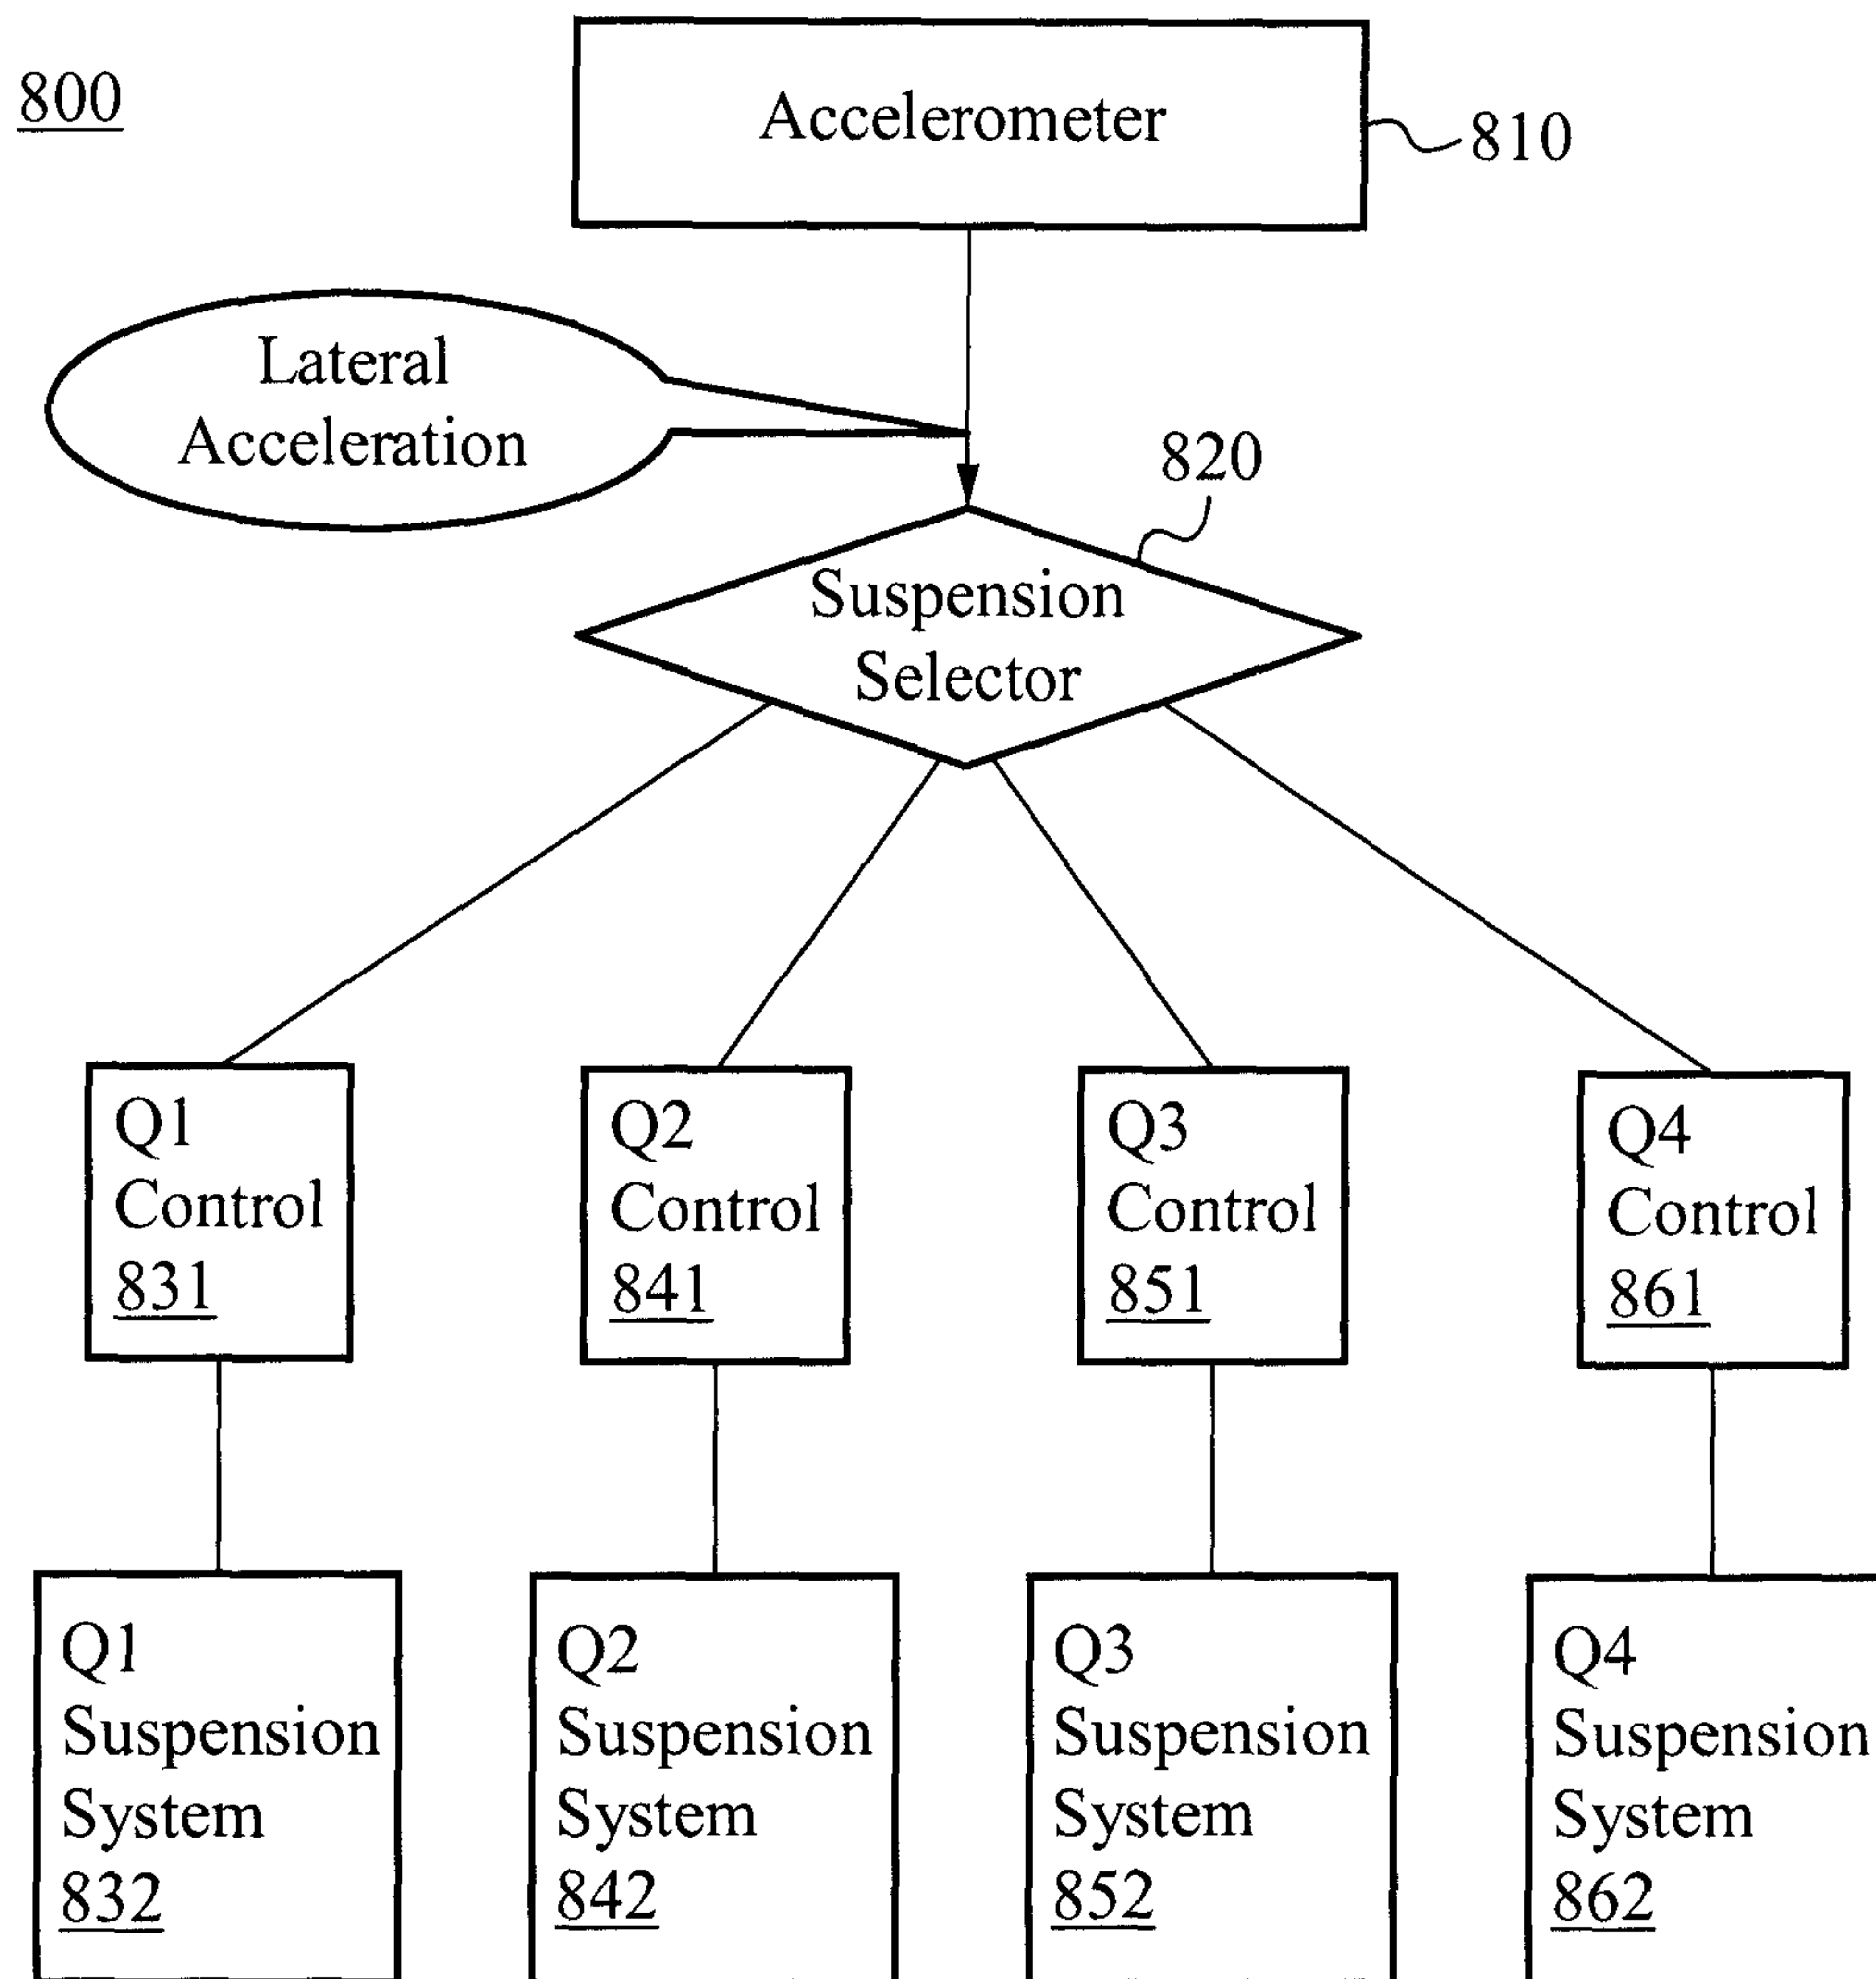 800
Accelerometer
810
Lateral
Acceleration
820
Suspension
Selector
Q1
Control
831
Q2
Control
841
Q3
Control
851
Q4
Control
861
Q1
Suspension
System
832
Q2
Suspension
System
842
Q3
Suspension
System
852
Q4
Suspension
System
862